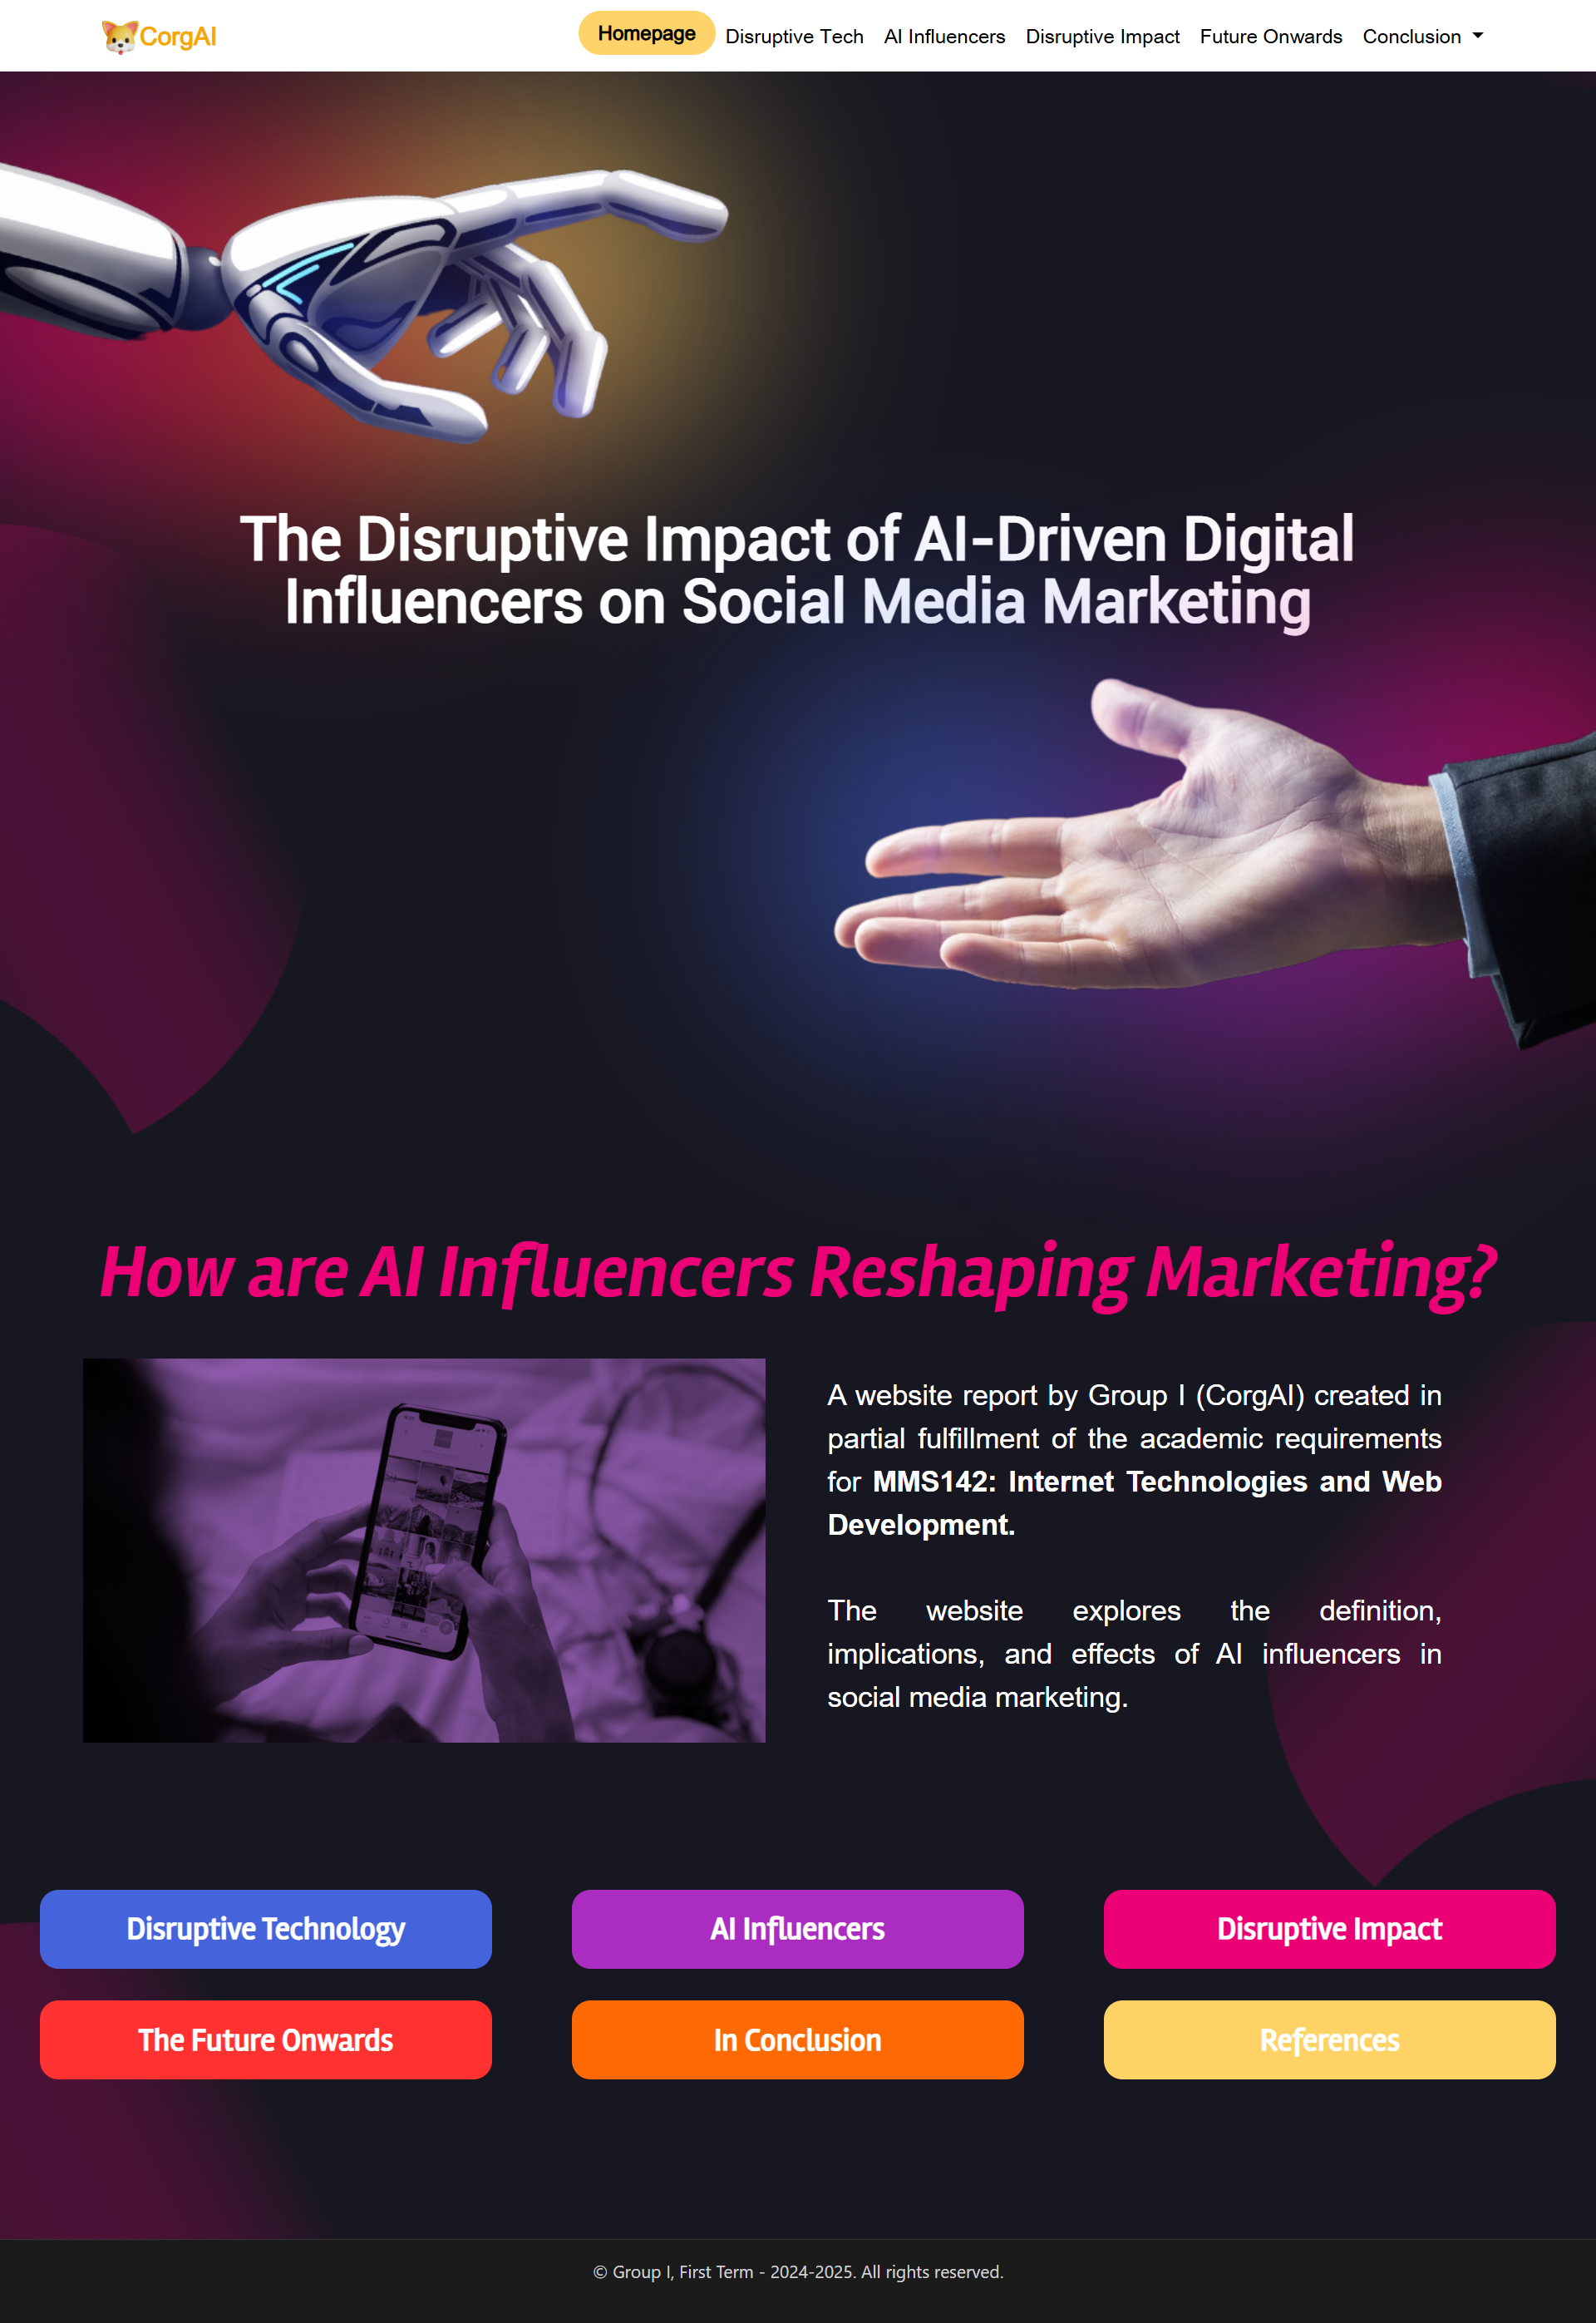 CorgAI
Homepage
Disruptive Tech
AI Influencers
Disruptive Impact
Future Onwards
Conclusion
The Disruptive Impact of AI-Driven Digital
Influencers on Social Media Marketing
How are AI Influencers Reshaping Marketing?
A website report by Group I (CorgAI) created in
partial fulfillment of the academic requirements
for MMS142: Internet Technologies and Web
Development.
The website explores the definition,
implications, and effects of AI influencers in
social media marketing.
Disruptive Technology
AI Influencers
Disruptive Impact
The Future Onwards
In Conclusion
References
© Group I, First Term - 2024-2025. All rights reserved.